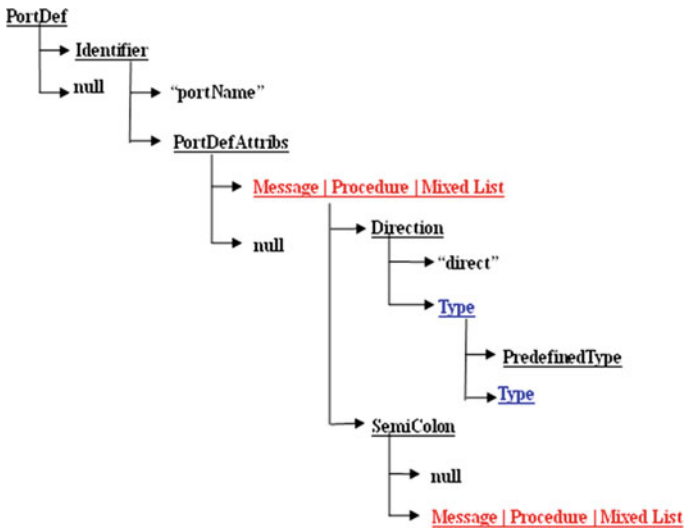 PortDef
Identifier
null
“portName”
PortDefAttribs
Message | Procedure | Mixed List
Direction
null
“direct”
Type
PredefinedType
Type
SemiColon
null
Message | Procedure | Mixed List